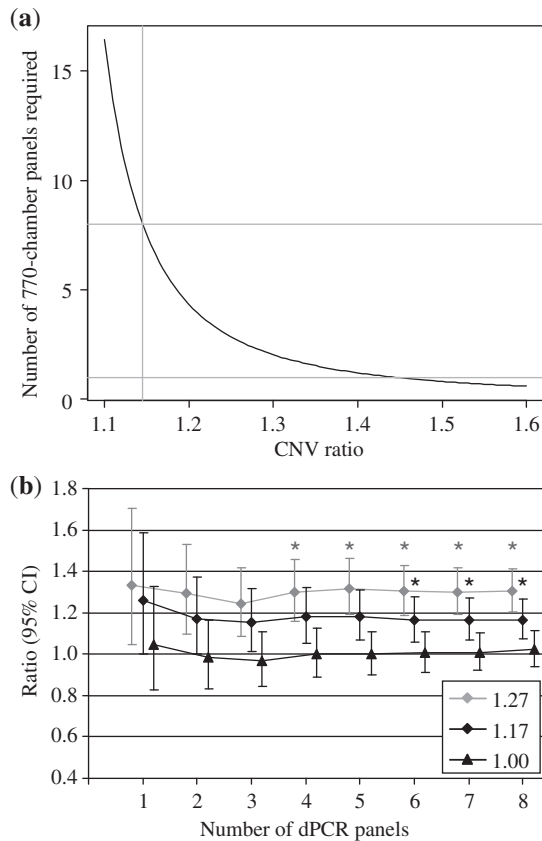 (a)
Number of 770-chamber panels required
15
10
5
0
1.1 1.2 1.3 1.4 1.5 1.6
CNV ratio
(b)
Ratio (95% CI)
1.8
1.6
1.4
1.2
1.0
0.8
0.6
0.4
* * * * *
* * *
1.27
1.17
1.00
1 2 3 4 5 6 7 8
Number of dPCR panels